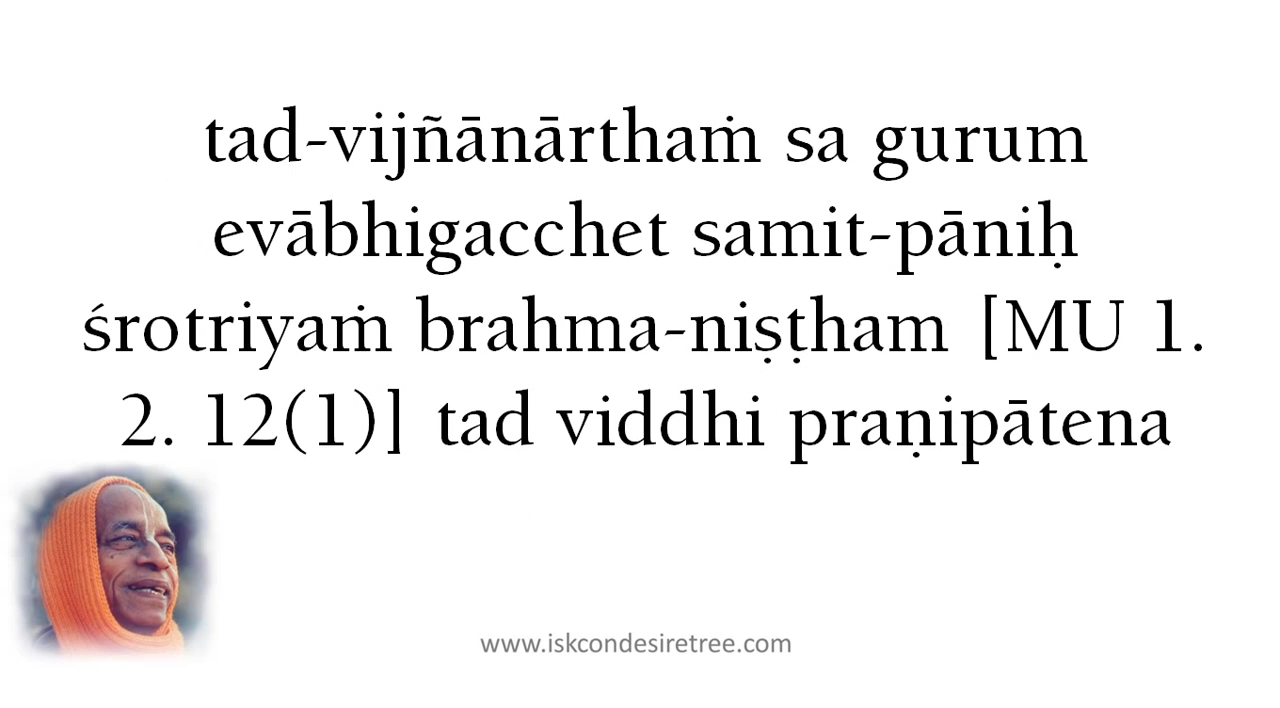 tad-vijñānārthaṁ sa gurum
evābhigacchet samit-pāniḥ
śrotriyaṁ brahma-niṣṭham [MU 1.
2. 12(1)] tad viddhi praṇipātena
www.iskcondesiretree.com